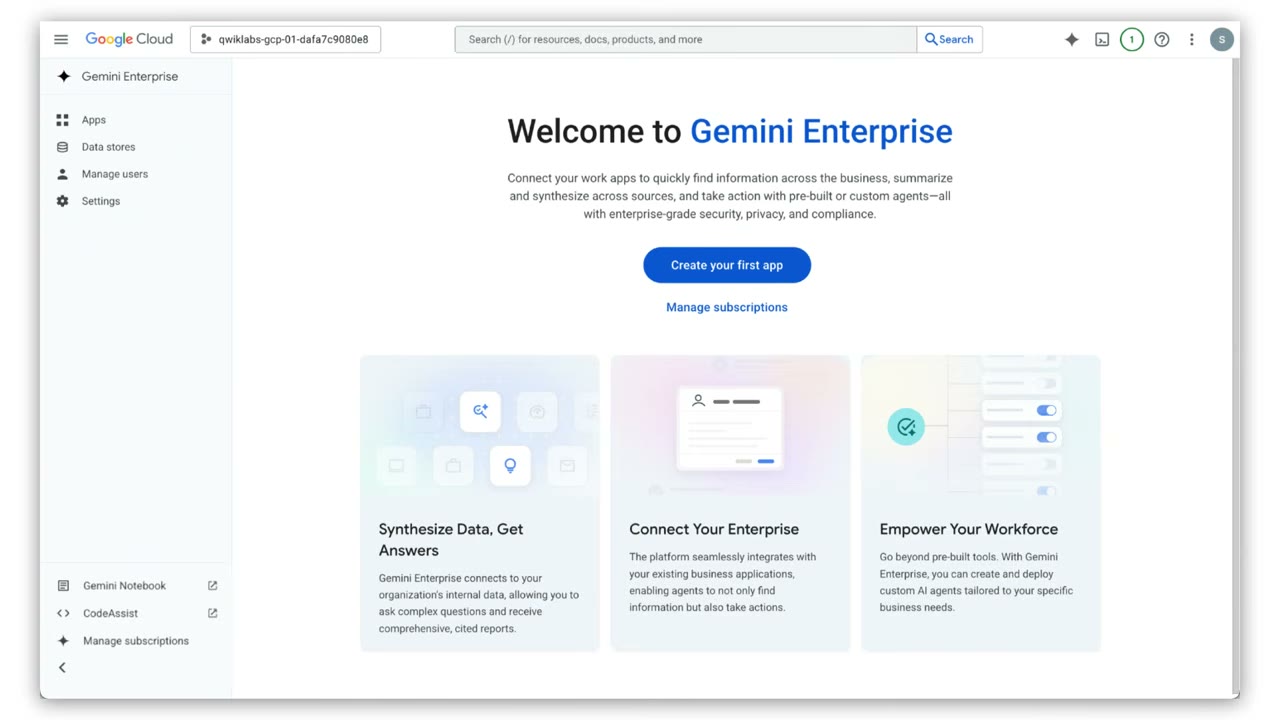 Google Cloud
qwiklabs-gcp-01-dafa7c9080e8
Search (/) for resources, docs, products, and more
Search
1
S
Gemini Enterprise
Apps
Data stores
Manage users
Settings
Gemini Notebook
CodeAssist
Manage subscriptions
Welcome to Gemini Enterprise
Connect your work apps to quickly find information across the business, summarize
and synthesize across sources, and take action with pre-built or custom agents—all
with enterprise-grade security, privacy, and compliance.
Create your first app
Manage subscriptions
Synthesize Data, Get
Answers
Gemini Enterprise connects to your
organization's internal data, allowing you to
ask complex questions and receive
comprehensive, cited reports.
Connect Your Enterprise
The platform seamlessly integrates with
your existing business applications,
enabling agents to not only find
information but also take actions.
Empower Your Workforce
Go beyond pre-built tools. With Gemini
Enterprise, you can create and deploy
custom AI agents tailored to your specific
business needs.